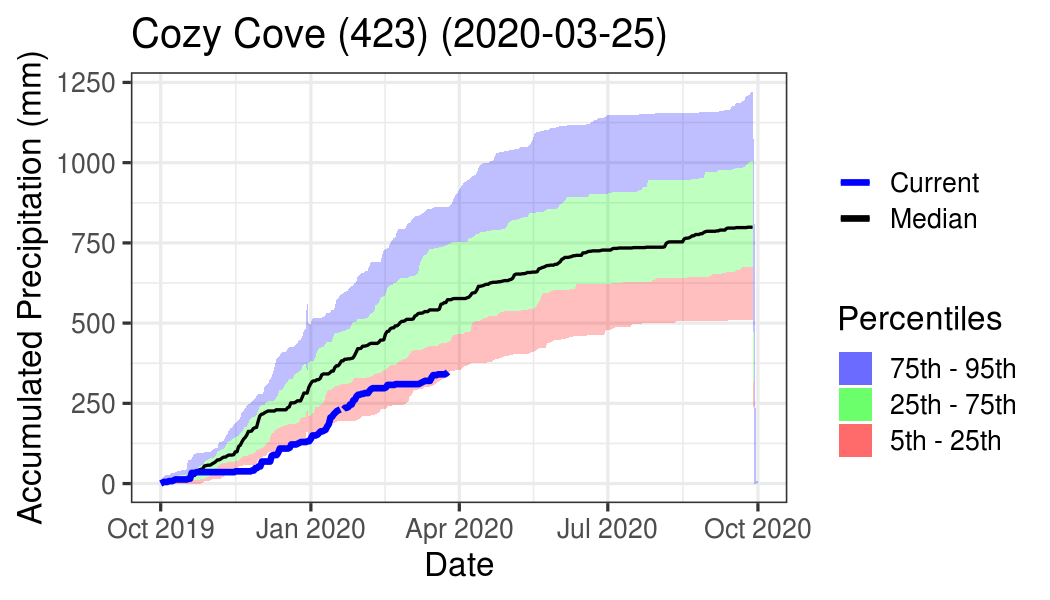 Cozy Cove (423) (2020-03-25)
Accumulated Precipitation (mm)
1250
1000
750
500
250
0
Oct 2019
Jan 2020
Apr 2020
Jul 2020
Oct 2020
Date
Current
Median
Percentiles
75th - 95th
25th - 75th
5th - 25th